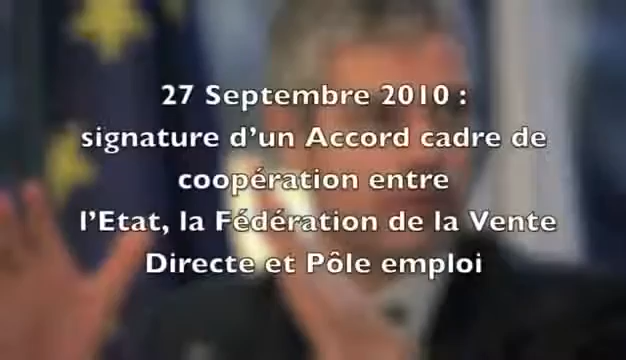 27 Septembre 2010 :
signature d'un Accord cadre de
coopération entre
l'Etat, la Fédération de la Vente
Directe et Pôle emploi